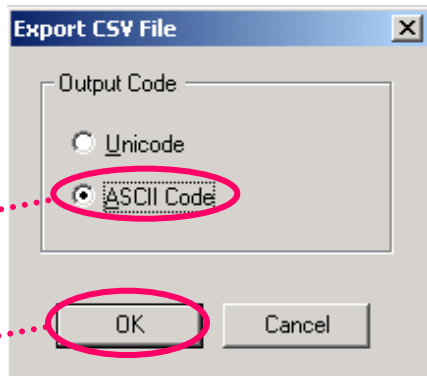 Export CSV File
Output Code
Unicode
ASCII Code
OK
Cancel